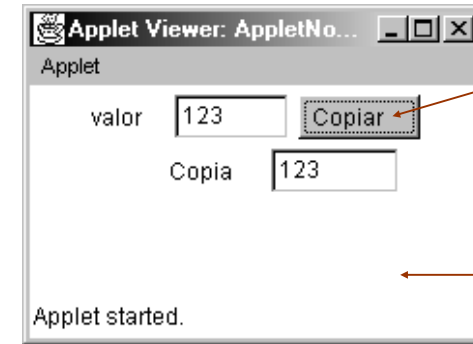 Applet Viewer: AppletNo...
Applet
valor 123 Copiar
Copia 123
Applet started.